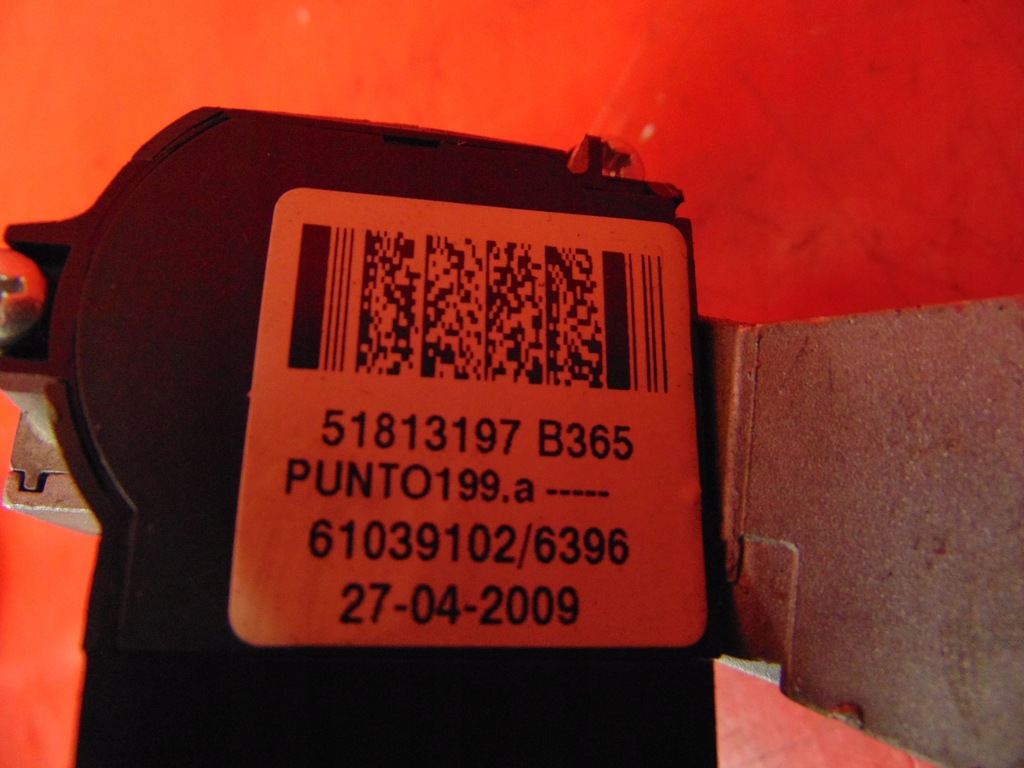 51813197 B365
PUNTO199.a -----
61039102/6396
27-04-2009